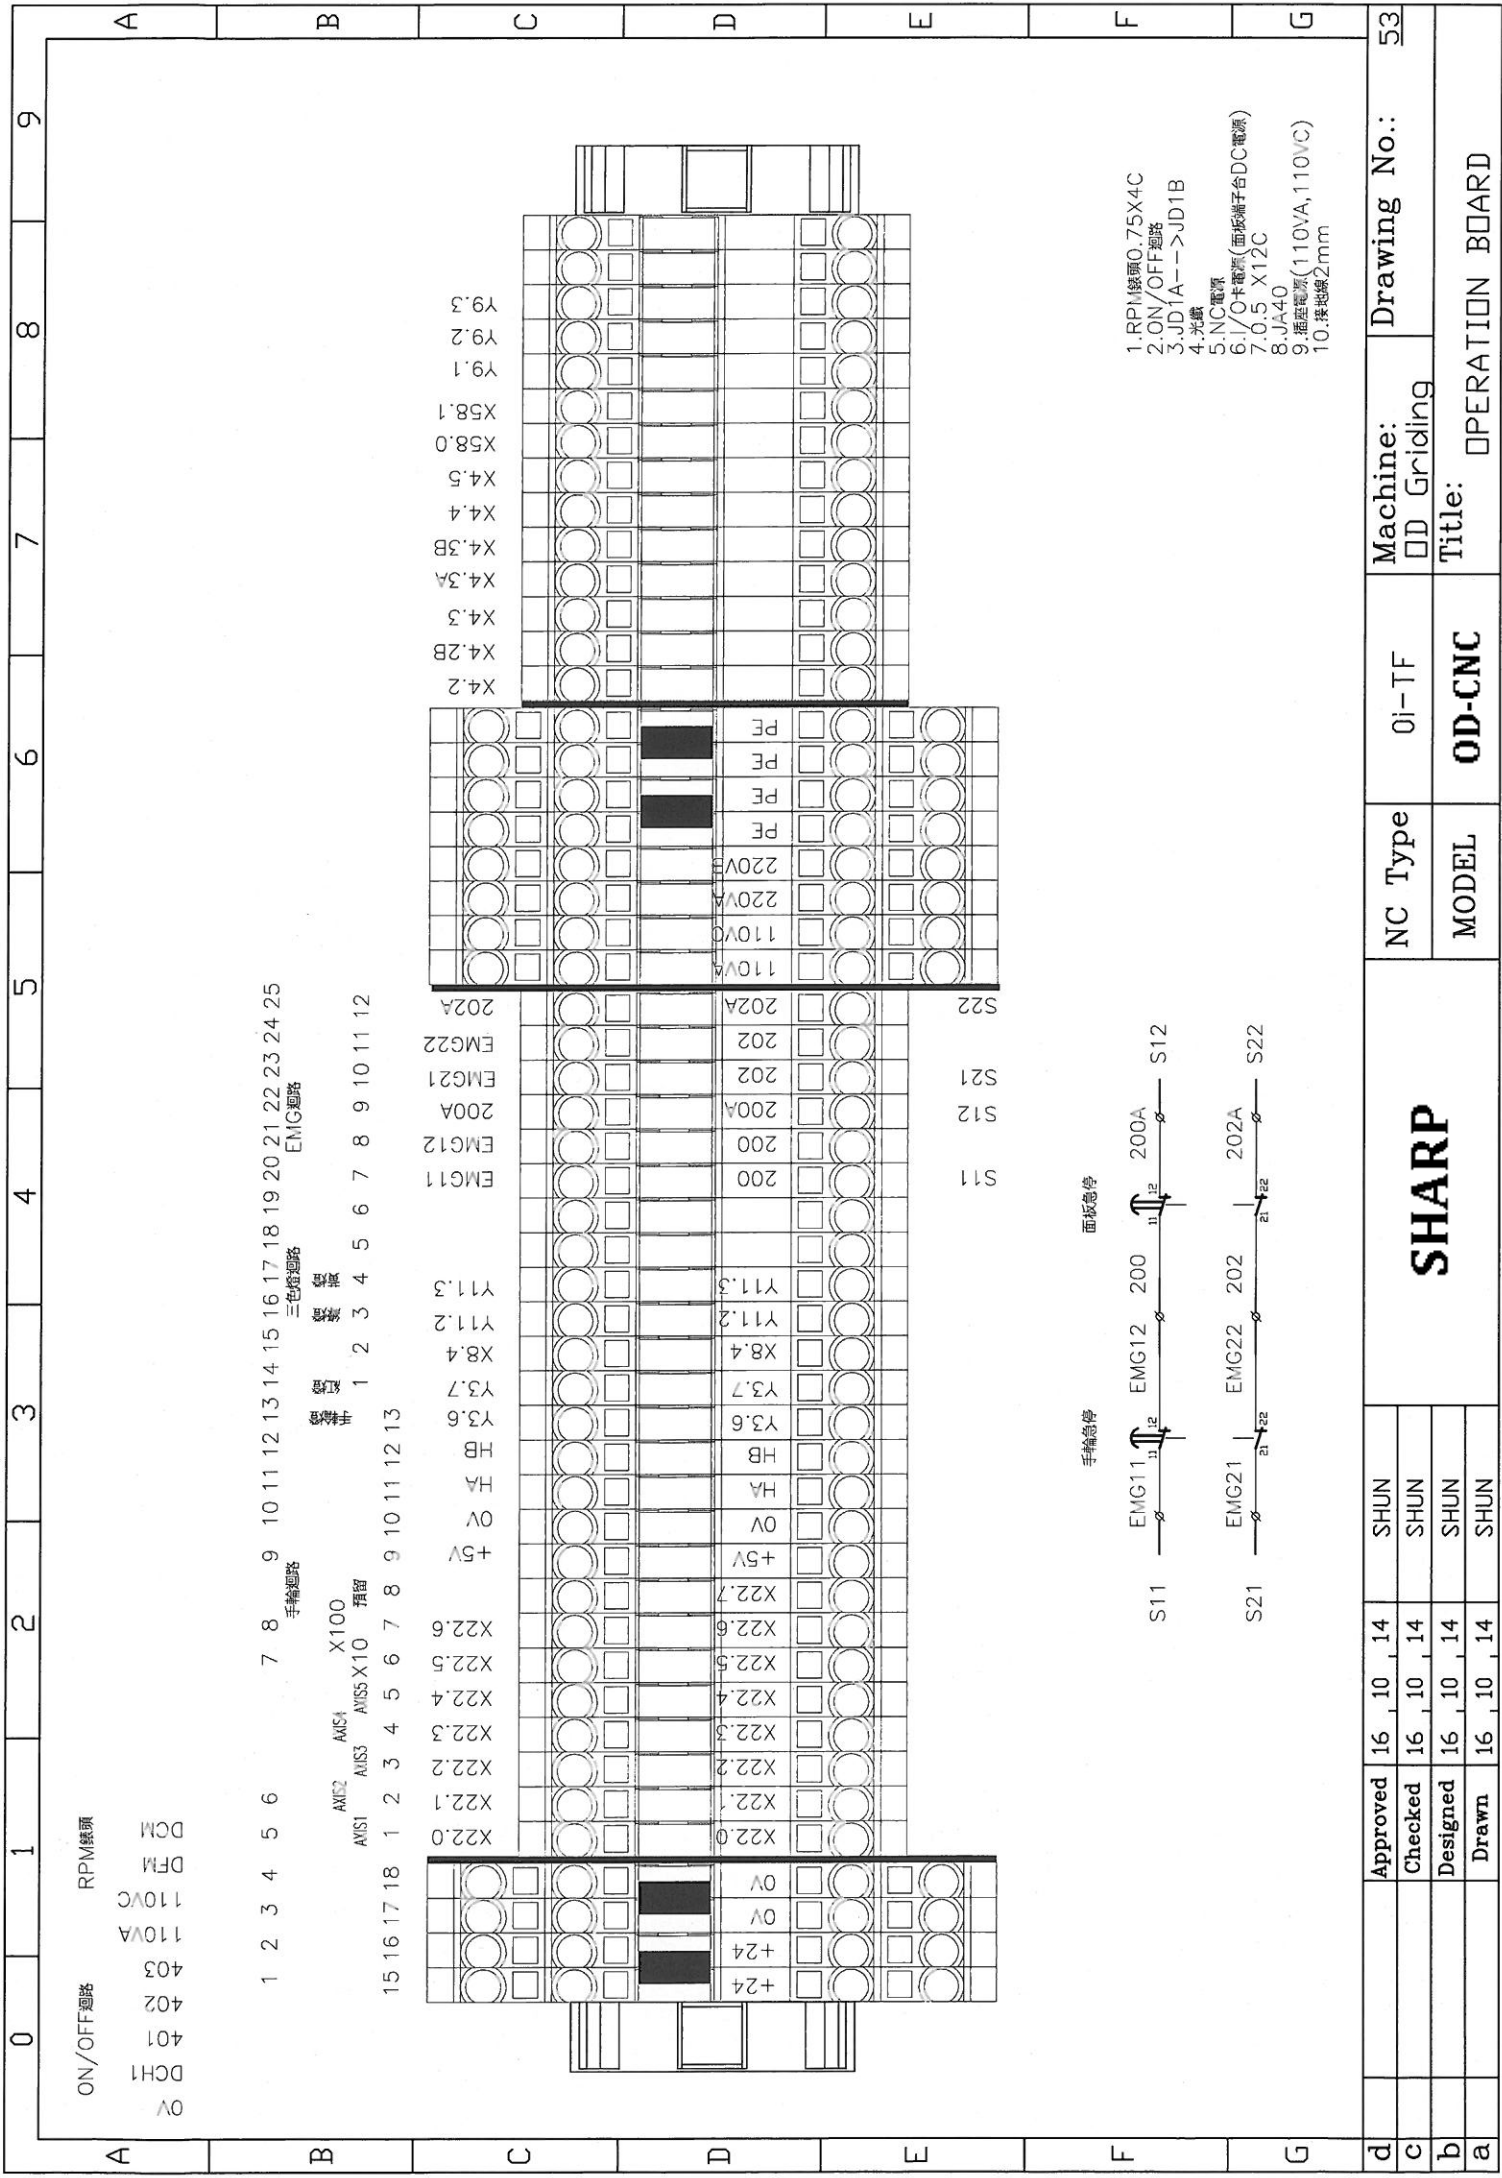 0 1 2 3 4 5 6 7 8 9
A
B
C
D
E
F
G
A
B
C
D
E
F
G
ON/OFF迴路
RPM錶頭
0V DCH1 401 402 403 110VA 110VC DFM DCM
1 2 3 4 5 6 7 8 9 10 11 12 13 14 15 16 17 18 19 20 21 22 23 24 25
手輪迴路
三色燈迴路
EMG迴路
手輪燈
紅燈
AXIS2 AXIS4 X100
AXIS1 AXIS3 AXIS5 X10 預留
1 2 3 4 5 6 7 8 9 10 11 12
15 16 17 18 1 2 3 4 5 6 7 8 9 10 11 12 13
X22.0 X22.1 X22.2 X22.3 X22.4 X22.5 X22.6 +5V 0V HA HB Y3.6 Y3.7 X8.4 Y11.2 Y11.3 EMG11 EMG12 200A EMG21 EMG22 202A
X4.2 X4.2B X4.3 X4.3A X4.3B X4.4 X4.5 X58.0 X58.1 Y9.1 Y9.2 Y9.3
+24 +24 0V 0V X22.0 X22.1 X22.2 X22.3 X22.4 X22.5 X22.6 X22.7 +5V 0V HA HB Y3.6 Y3.7 X8.4 Y11.2 Y11.3 200 200 200A 202 202 202A 110VA 110VC 220VA 220VB PE PE PE PE
S11 S12 S21 S22
手輪急停
面板急停
S11 EMG11 11 12 EMG12 200 11 12 200A S12
S21 EMG21 21 22 EMG22 202 21 22 202A S22
1.RPM錶頭0.75X4C
2.ON/OFF迴路
3.JD1A-->JD1B
4.光纖
5.NC電源
6.I/O卡電源(面板端子台DC電源)
7.0.5 X12C
8.JA40
9.插座電源(110VA,110VC)
10.接地線2mm
d
c
b
a
Approved 16 , 10 , 14 SHUN
Checked 16 , 10 , 14 SHUN
Designed 16 , 10 , 14 SHUN
Drawn 16 , 10 , 14 SHUN
SHARP
NC Type 0i-TF
MODEL OD-CNC
Machine:
OD Griding
Drawing No.: 53
Title:
OPERATION BOARD